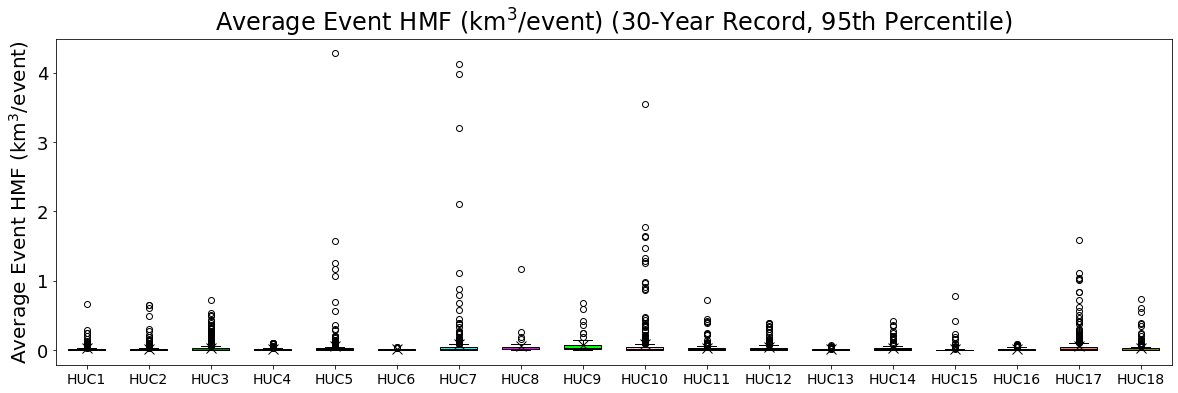 Average Event HMF (km³/event) (30-Year Record, 95th Percentile)
Average Event HMF (km³/event)
4
3
2
1
0
HUC1 HUC2 HUC3 HUC4 HUC5 HUC6 HUC7 HUC8 HUC9 HUC10 HUC11 HUC12 HUC13 HUC14 HUC15 HUC16 HUC17 HUC18